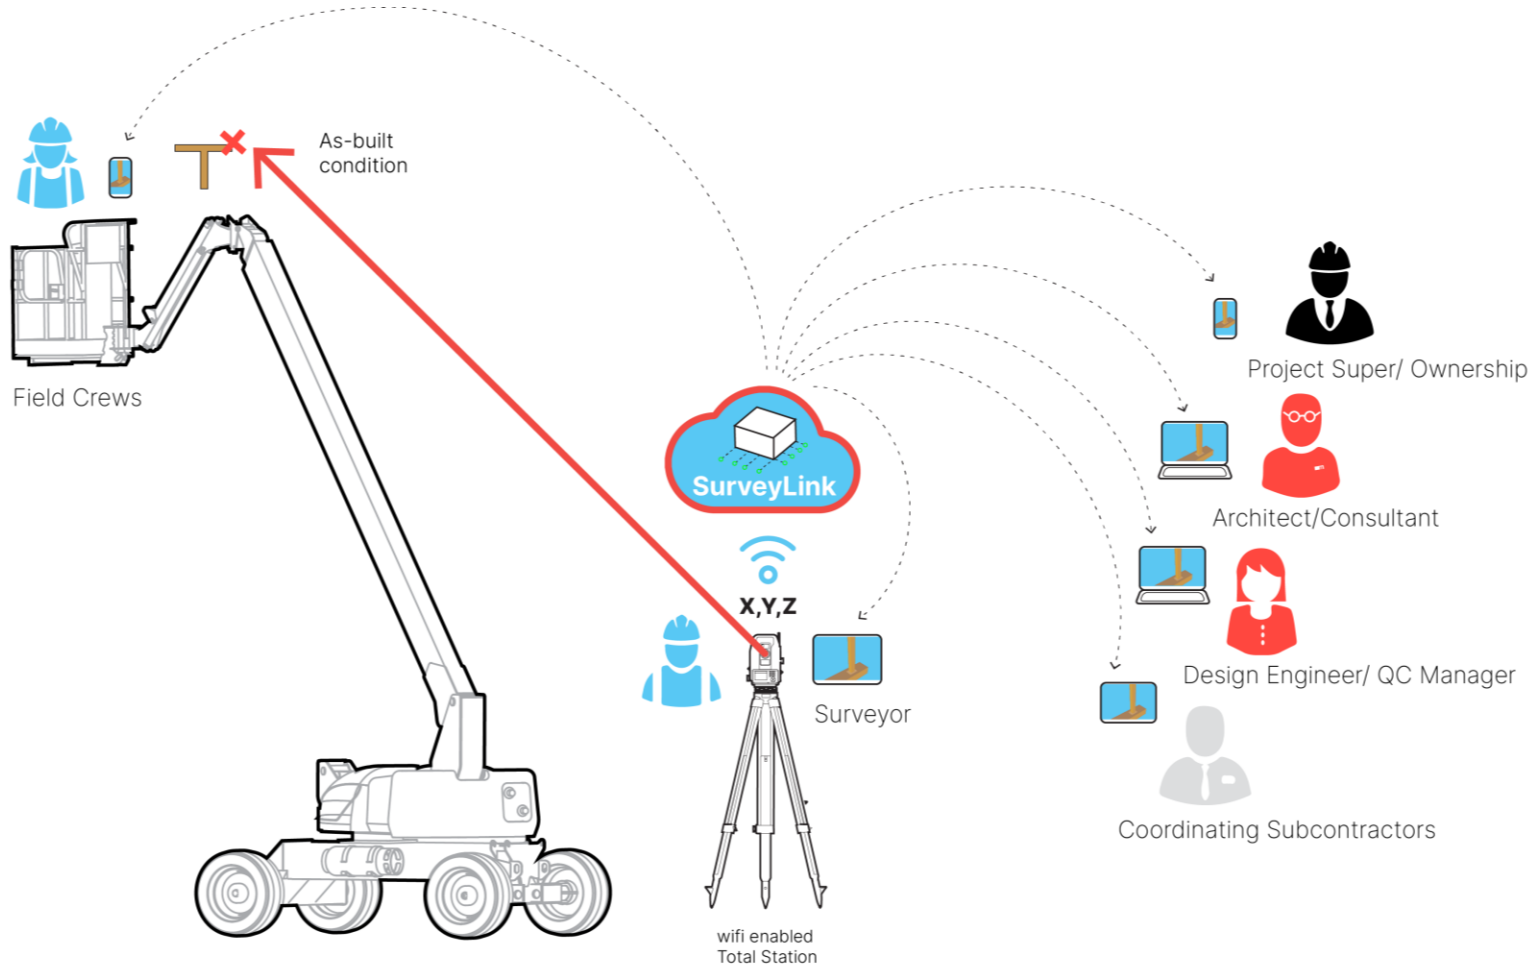 As-built
condition
Field Crews
SurveyLink
X,Y,Z
Surveyor
wifi enabled
Total Station
Project Super/ Ownership
Architect/Consultant
Design Engineer/ QC Manager
Coordinating Subcontractors